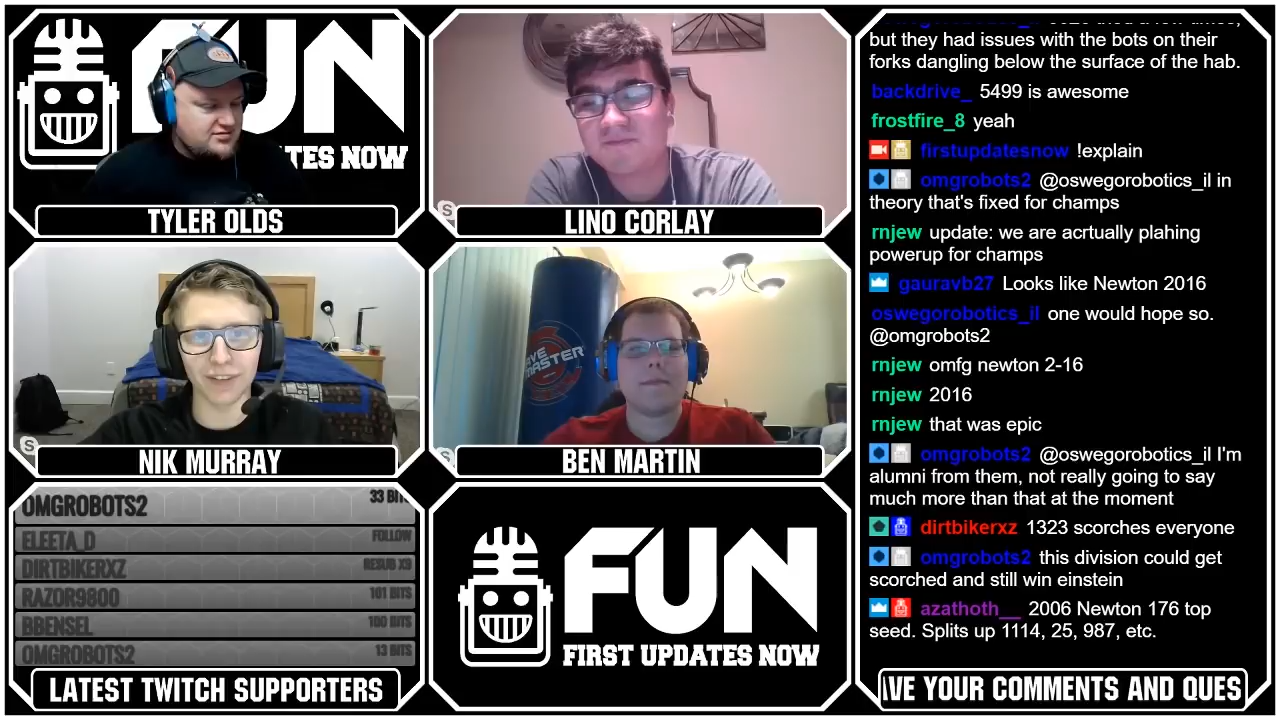 FUN
TES NOW
TYLER OLDS
LINO CORLAY
NIK MURRAY
BEN MARTIN
OMGROBOTS2 33 BITS
ELEETA_D FOLLOW
DIRTBIKERXZ RESUB X9
RAZOR9800 101 BITS
BBENSEL 100 BITS
OMGROBOTS2 13 BITS
LATEST TWITCH SUPPORTERS
FUN
FIRST UPDATES NOW
but they had issues with the bots on their
forks dangling below the surface of the hab.
backdrive_ 5499 is awesome
frostfire_8 yeah
firstupdatesnow !explain
omgrobots2 @oswegorobotics_il in
theory that's fixed for champs
rnjew update: we are acrtually plahing
powerup for champs
gauravb27 Looks like Newton 2016
oswegorobotics_il one would hope so.
@omgrobots2
rnjew omfg newton 2-16
rnjew 2016
rnjew that was epic
omgrobots2 @oswegorobotics_il I'm
alumni from them, not really going to say
much more than that at the moment
dirtbikerxz 1323 scorches everyone
omgrobots2 this division could get
scorched and still win einstein
azathoth__ 2006 Newton 176 top
seed. Splits up 1114, 25, 987, etc.
VE YOUR COMMENTS AND QUES